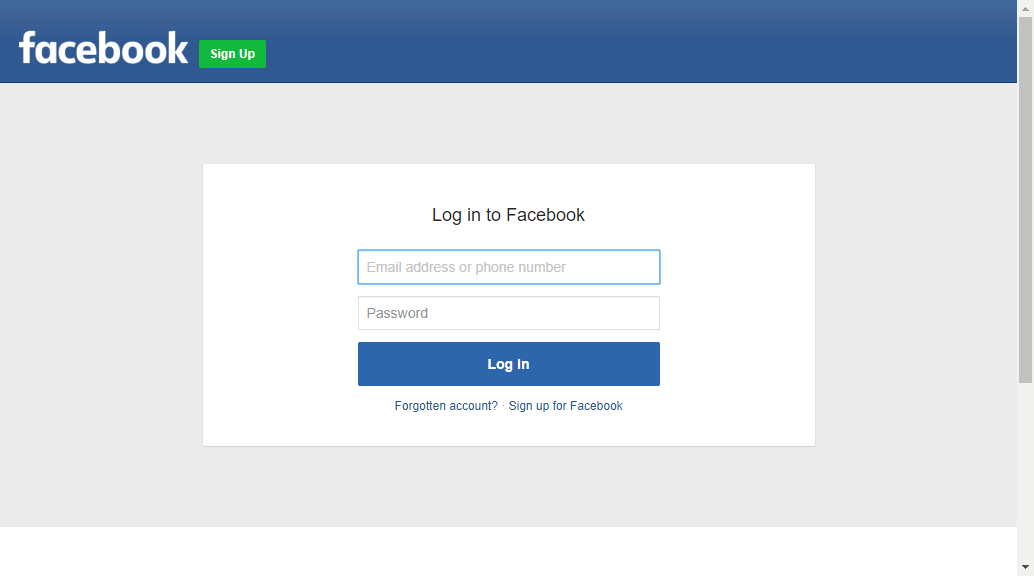 facebook Sign Up
Log in to Facebook
Email address or phone number
Password
Log In
Forgotten account? · Sign up for Facebook